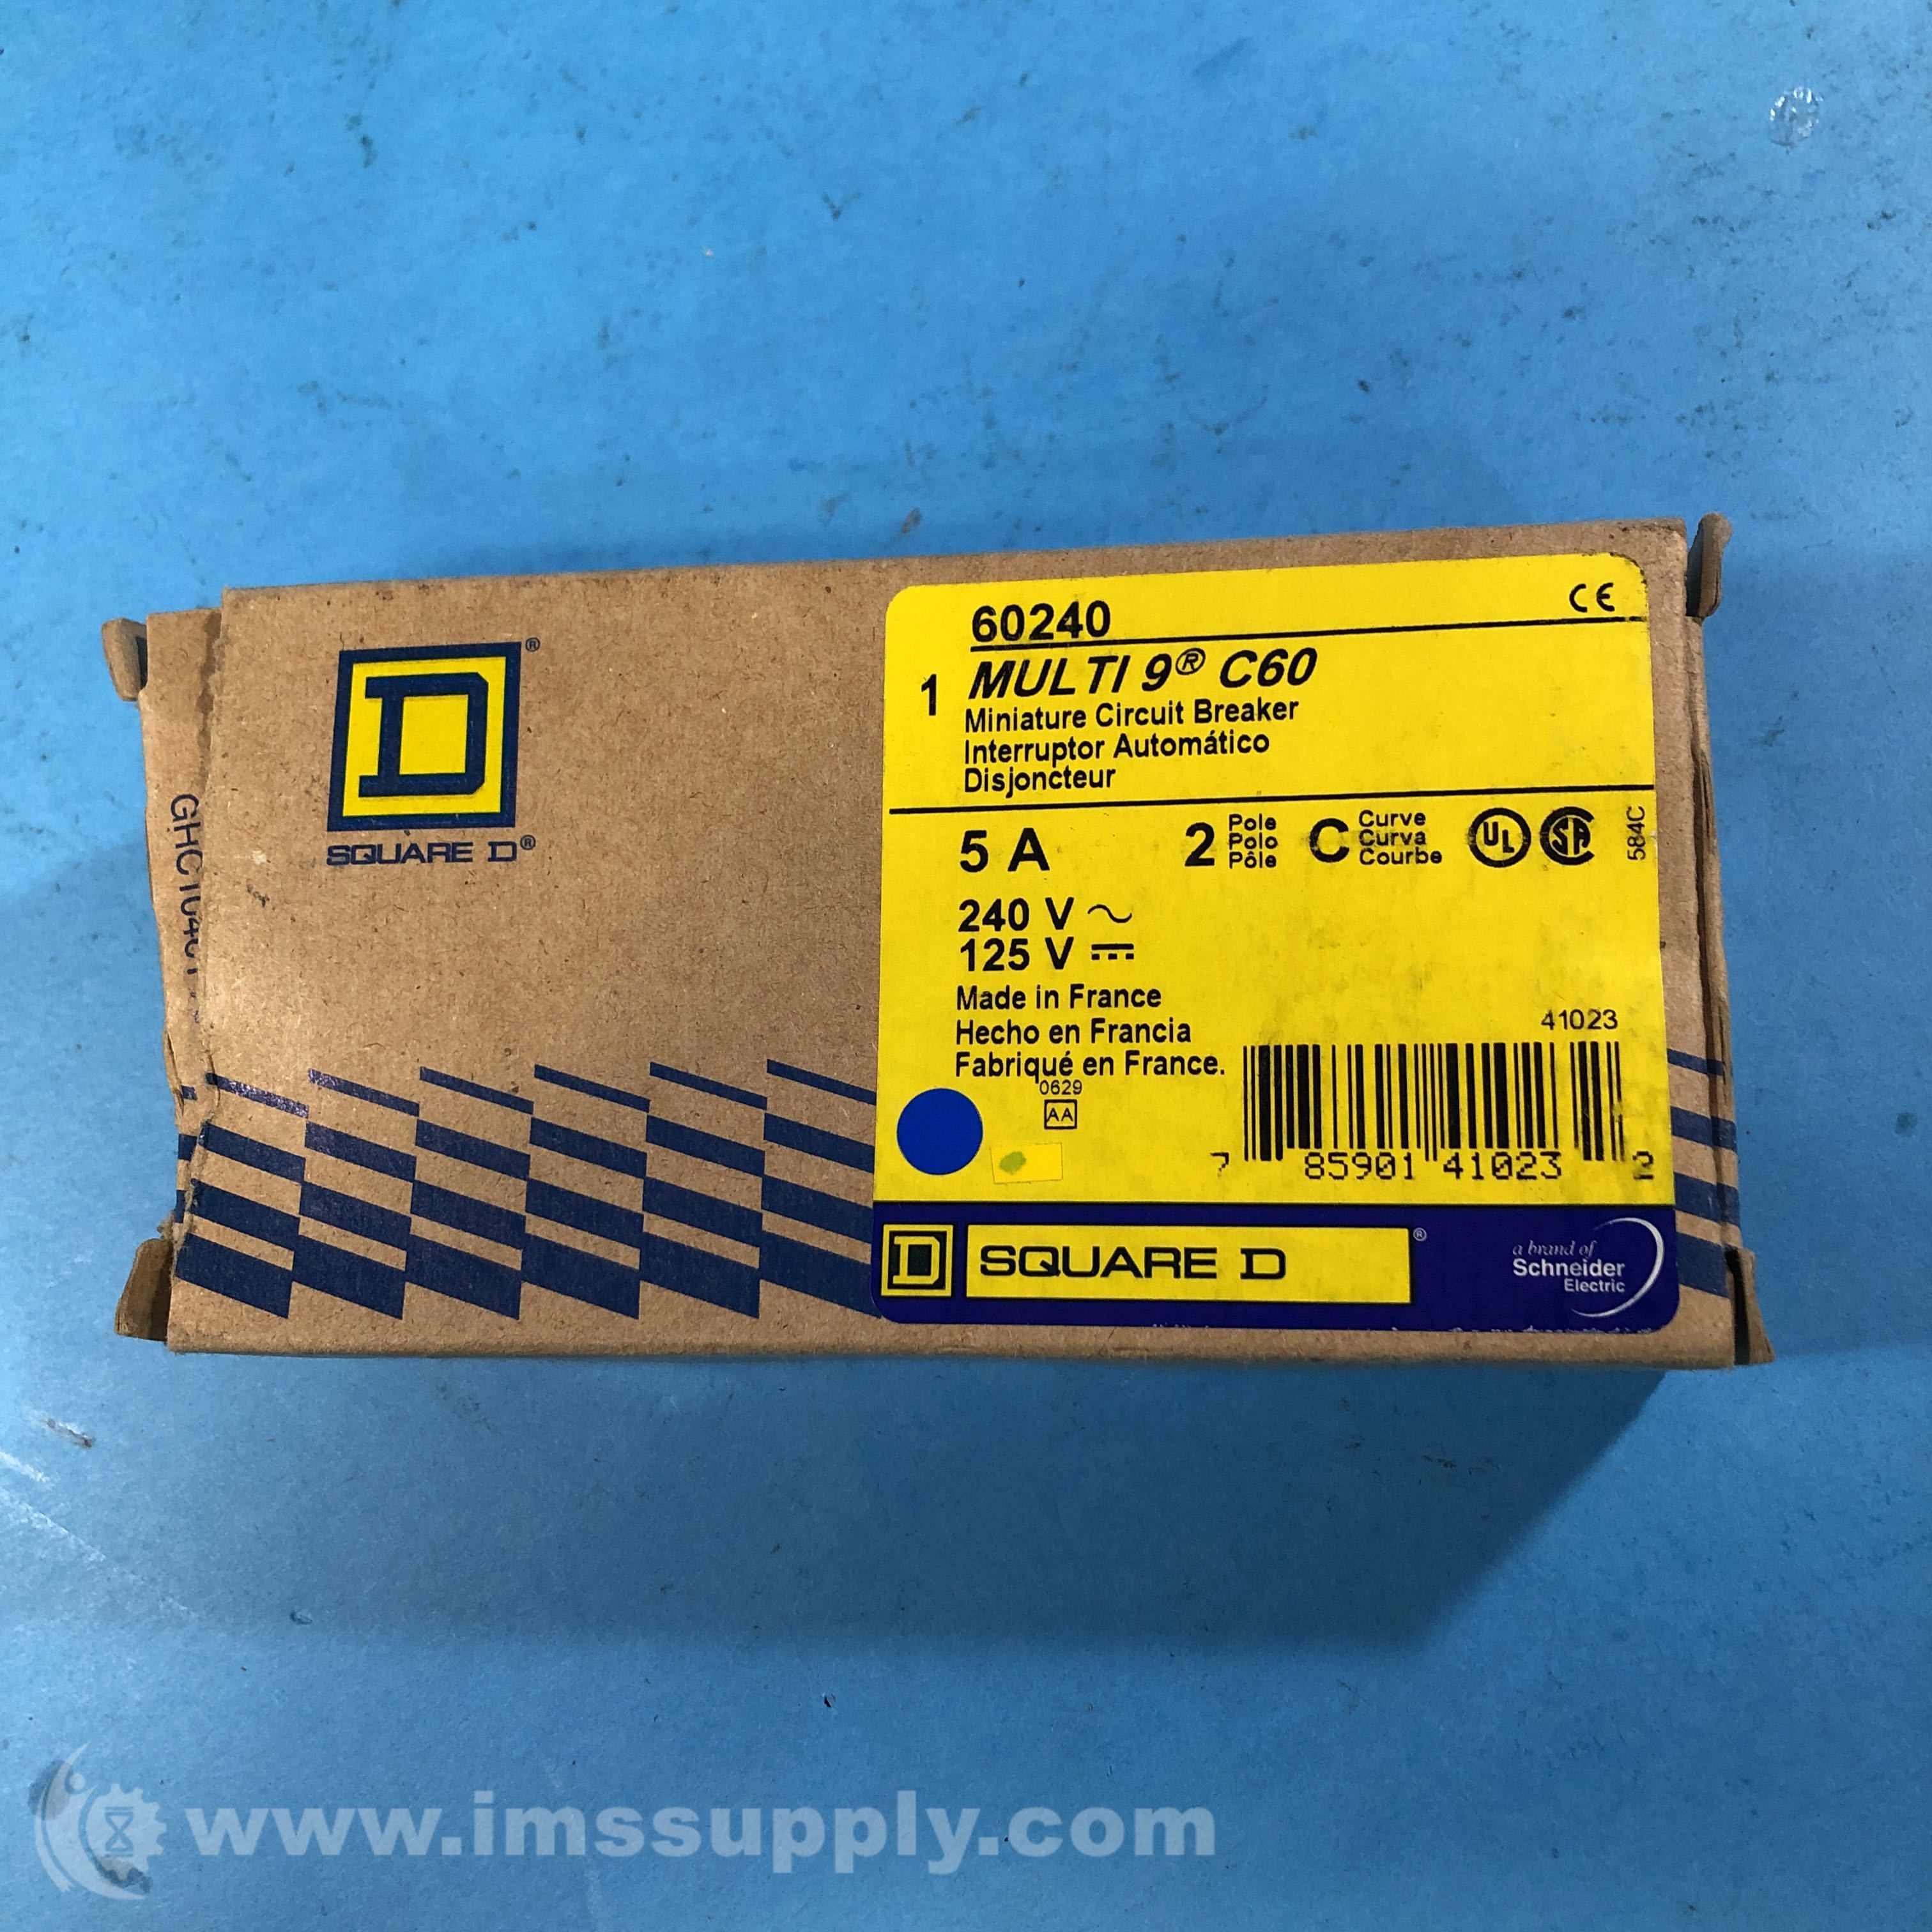 D ®
SQUARE D®
60240
CE
1 MULTI 9® C60
Miniature Circuit Breaker
Interruptor Automático
Disjoncteur
5 A
2 Pole
Polo
Pôle
C Curve
Curva
Courbe
UL
SA
584C
240 V ~
125 V ⎓
Made in France
Hecho en Francia
Fabriqué en France.
0629
AA
41023
7 85901 41023 2
D SQUARE D ®
a brand of
Schneider
Electric
www.imssupply.com